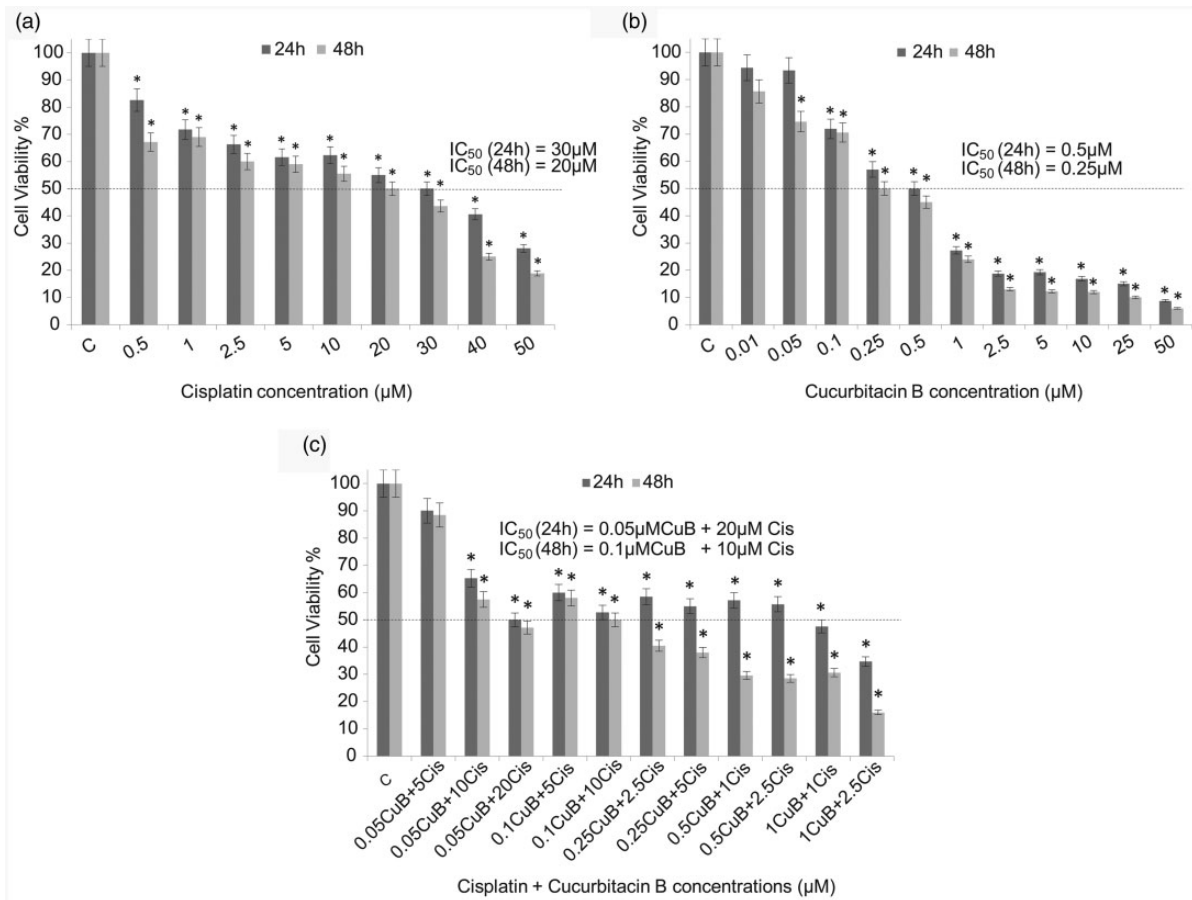 (a)
24h 48h
100
90
80
70
60
50
40
30
20
10
0
Cell Viability %
* * * * * * * * * * * * * * * * * *
IC50 (24h) = 30µM
IC50 (48h) = 20µM
C 0.5 1 2.5 5 10 20 30 40 50
Cisplatin concentration (µM)
(b)
24h 48h
100
90
80
70
60
50
40
30
20
10
0
Cell Viability %
* * * * * * * * * * * * * * * * * * *
IC50 (24h) = 0.5µM
IC50 (48h) = 0.25µM
C 0.01 0.05 0.1 0.25 0.5 1 2.5 5 10 25 50
Cucurbitacin B concentration (µM)
(c)
24h 48h
100
90
80
70
60
50
40
30
20
10
0
Cell Viability %
IC50 (24h) = 0.05µMCuB + 20µM Cis
IC50 (48h) = 0.1µMCuB + 10µM Cis
* * * * * * * * * * * * * * * * * * * *
C 0.05CuB+5Cis 0.05CuB+10Cis 0.05CuB+20Cis 0.1CuB+5Cis 0.1CuB+10Cis 0.25CuB+2.5Cis 0.25CuB+5Cis 0.5CuB+1Cis 0.5CuB+2.5Cis 1CuB+1Cis 1CuB+2.5Cis
Cisplatin + Cucurbitacin B concentrations (µM)